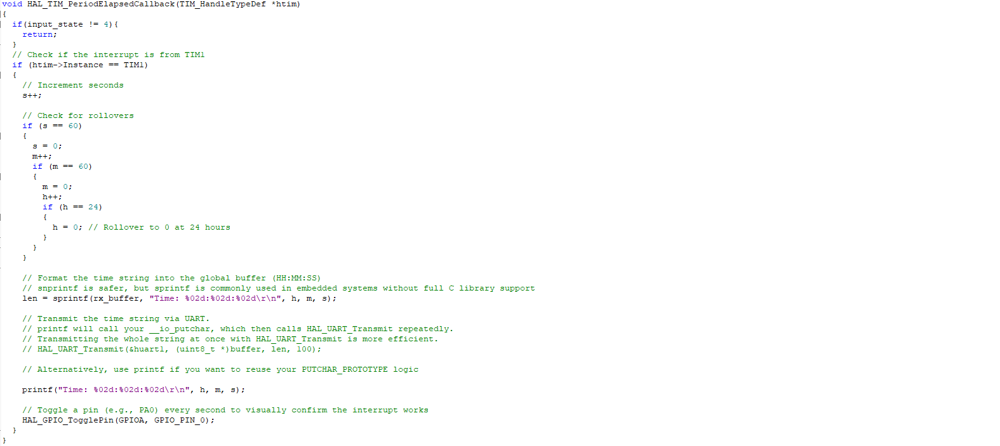 void HAL_TIM_PeriodElapsedCallback(TIM_HandleTypeDef *htim)
{
  if(input_state != 4){
    return;
  }
  // Check if the interrupt is from TIM1
  if (htim->Instance == TIM1)
  {
    // Increment seconds
    s++;

    // Check for rollovers
    if (s == 60)
    {
      s = 0;
      m++;
      if (m == 60)
      {
        m = 0;
        h++;
        if (h == 24)
        {
          h = 0; // Rollover to 0 at 24 hours
        }
      }
    }

    // Format the time string into the global buffer (HH:MM:SS)
    // snprintf is safer, but sprintf is commonly used in embedded systems without full C library support
    len = sprintf(rx_buffer, "Time: %02d:%02d:%02d\r\n", h, m, s);

    // Transmit the time string via UART.
    // printf will call your __io_putchar, which then calls HAL_UART_Transmit repeatedly.
    // Transmitting the whole string at once with HAL_UART_Transmit is more efficient.
    // HAL_UART_Transmit(&huart1, (uint8_t *)buffer, len, 100);

    // Alternatively, use printf if you want to reuse your PUTCHAR_PROTOTYPE logic

    printf("Time: %02d:%02d:%02d\r\n", h, m, s);

    // Toggle a pin (e.g., PA0) every second to visually confirm the interrupt works
    HAL_GPIO_TogglePin(GPIOA, GPIO_PIN_0);
  }
}